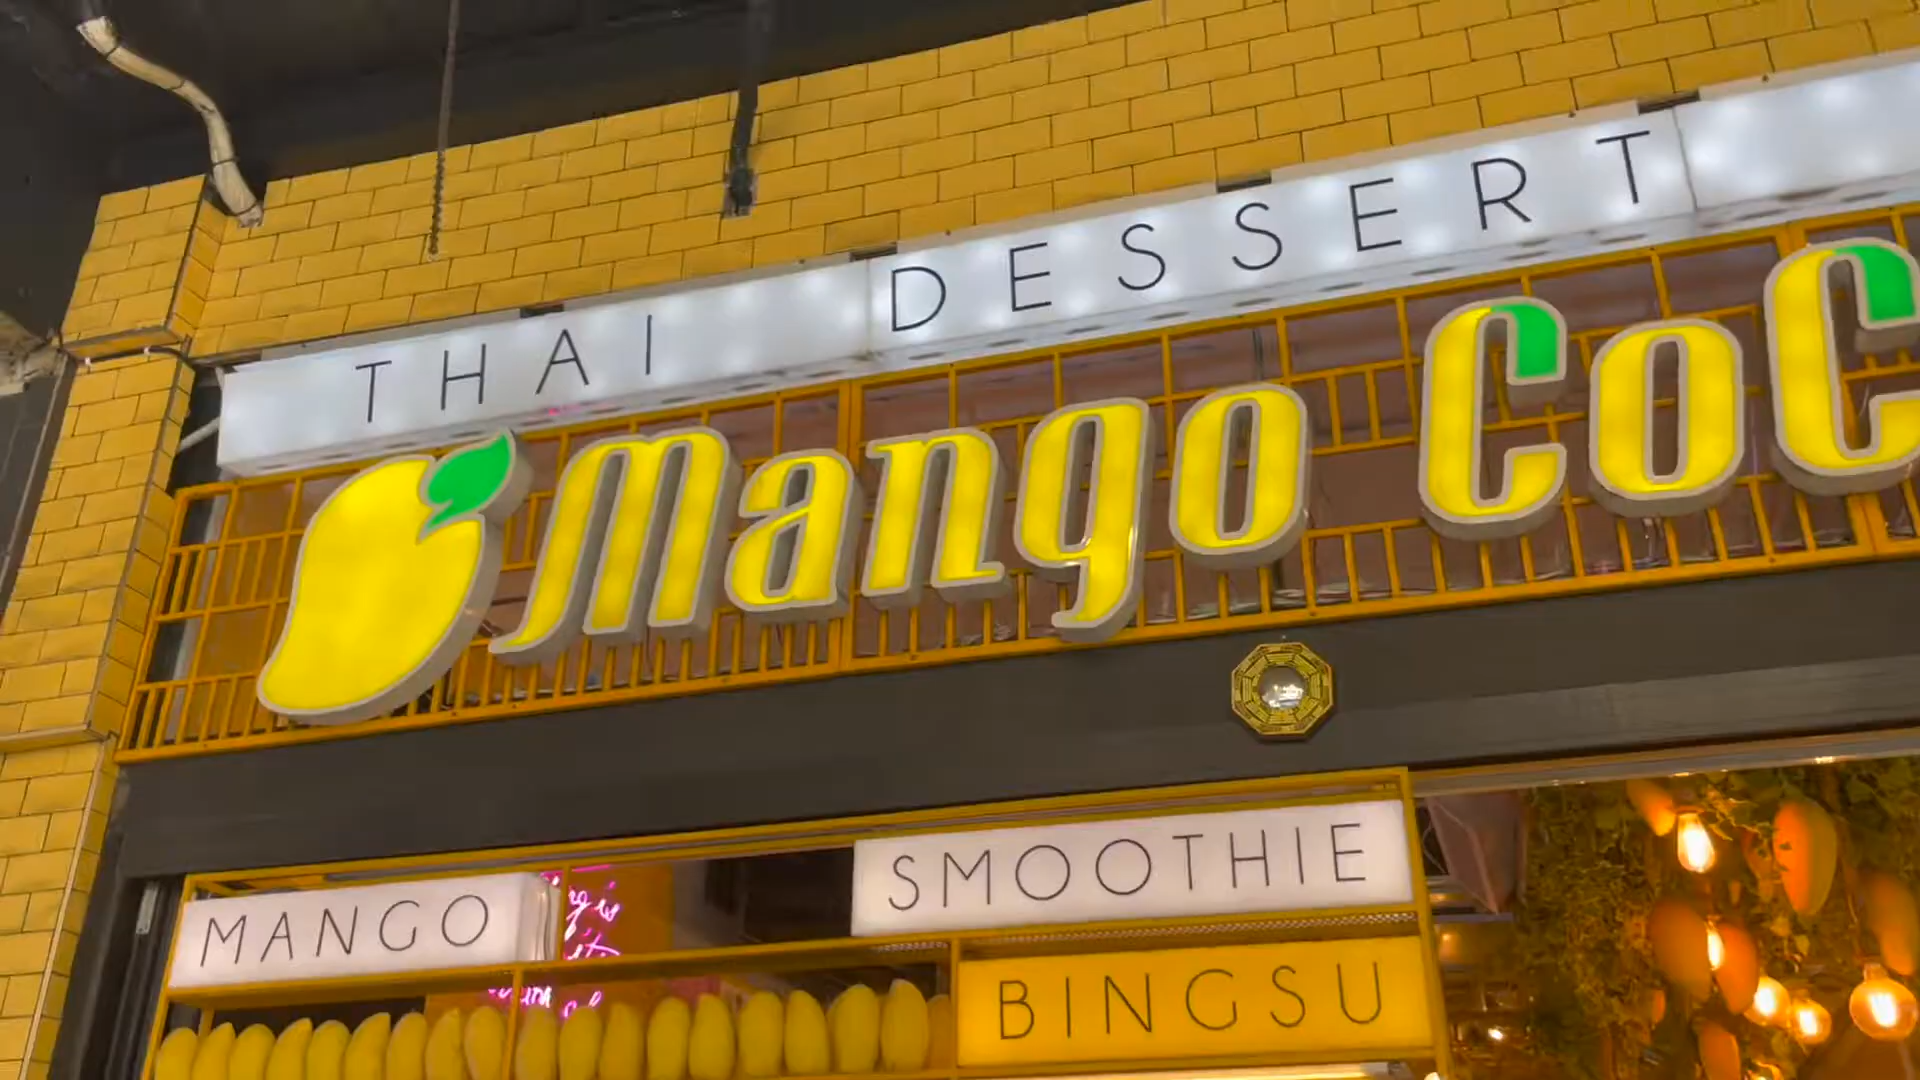 THAI DESSERT
Mango CoC
MANGO
SMOOTHIE
BINGSU